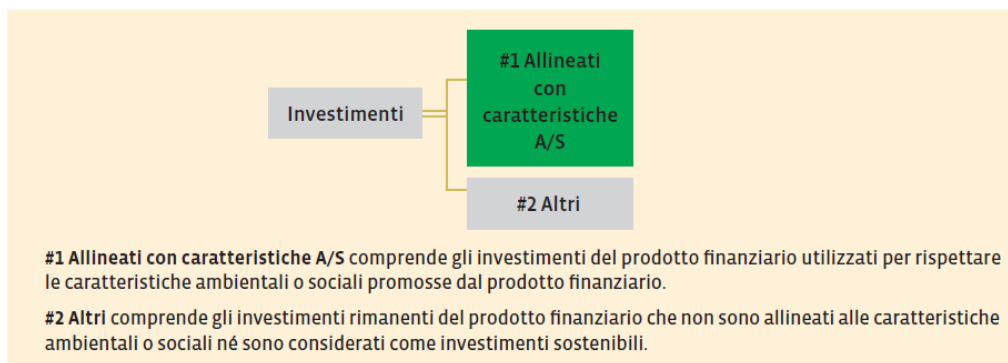 #1 Allineati
con
caratteristiche
A/S
Investimenti
#2 Altri
#1 Allineati con caratteristiche A/S comprende gli investimenti del prodotto finanziario utilizzati per rispettare
le caratteristiche ambientali o sociali promosse dal prodotto finanziario.
#2 Altri comprende gli investimenti rimanenti del prodotto finanziario che non sono allineati alle caratteristiche
ambientali o sociali né sono considerati come investimenti sostenibili.